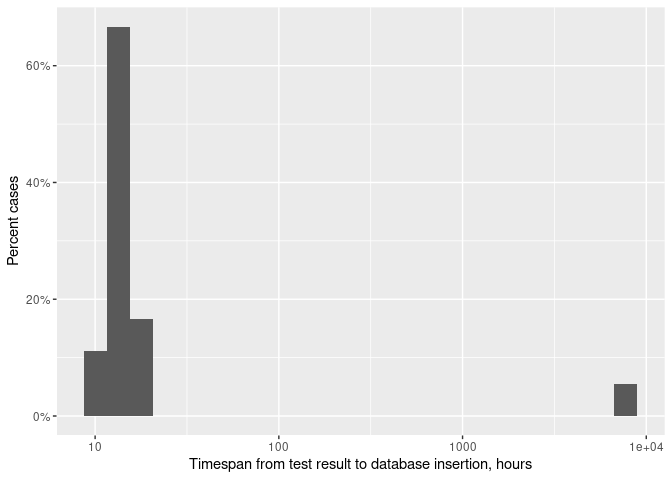 60%
40%
20%
0%
Percent cases
10 100 1000 1e+04
Timespan from test result to database insertion, hours